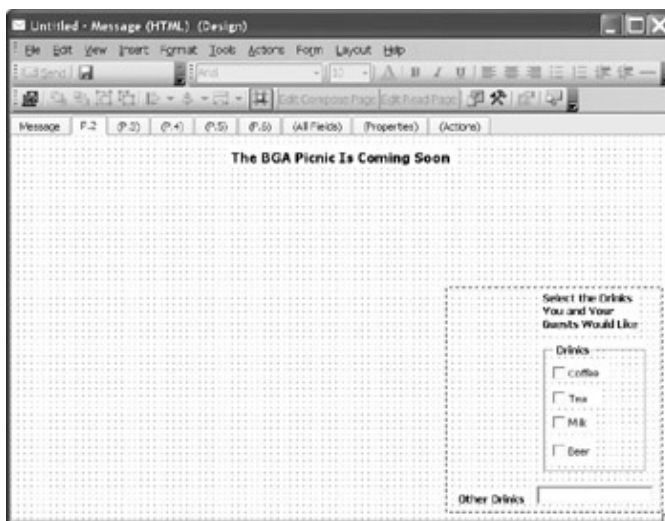 Untitled - Message (HTML) (Design)
File Edit View Insert Format Tools Actions Form Layout Help
Send Arial 10 A B I U
Edit Compose Page Edit Read Page
Message P.2 (P.3) (P.4) (P.5) (P.6) (All Fields) (Properties) (Actions)
The BGA Picnic Is Coming Soon
Select the Drinks
You and Your
Guests Would Like
Drinks
Coffee
Tea
Milk
Beer
Other Drinks